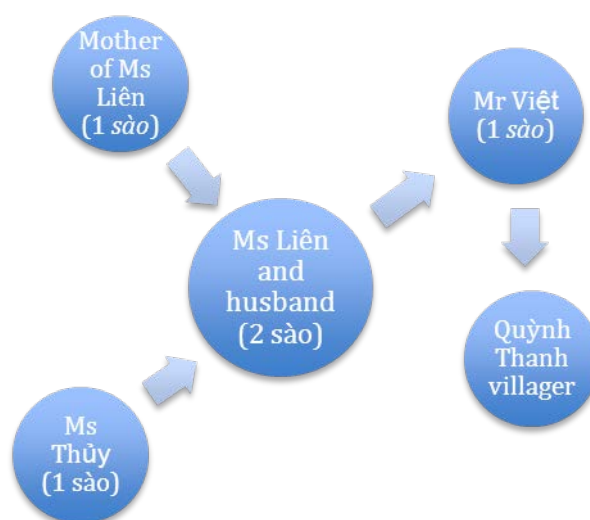 Mother
of Ms
Liên
(1 sào)
Mr Việt
(1 sào)
Ms Liên
and
husband
(2 sào)
Quỳnh
Thanh
villager
Ms
Thủy
(1 sào)